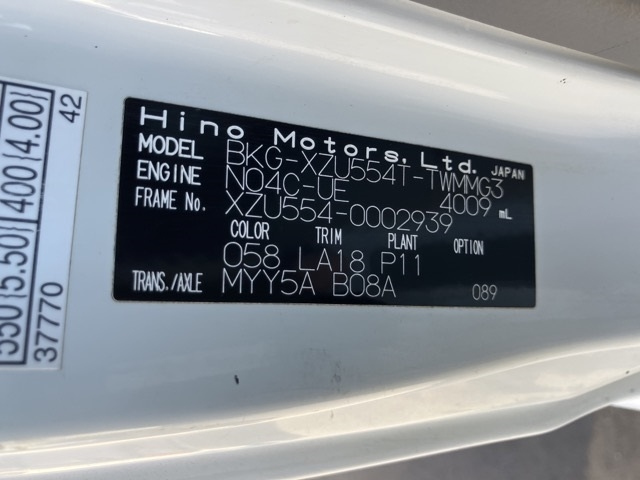 Hino Motors, Ltd. JAPAN
MODEL BKG-XZU554T-TWMMG3
ENGINE N04C-UE 4009 mL
FRAME No. XZU554-0002939
COLOR TRIM PLANT OPTION
058 LA18 P11
TRANS./AXLE MYY5A B08A 089
550(5.50) 400(4.00)
377770 42